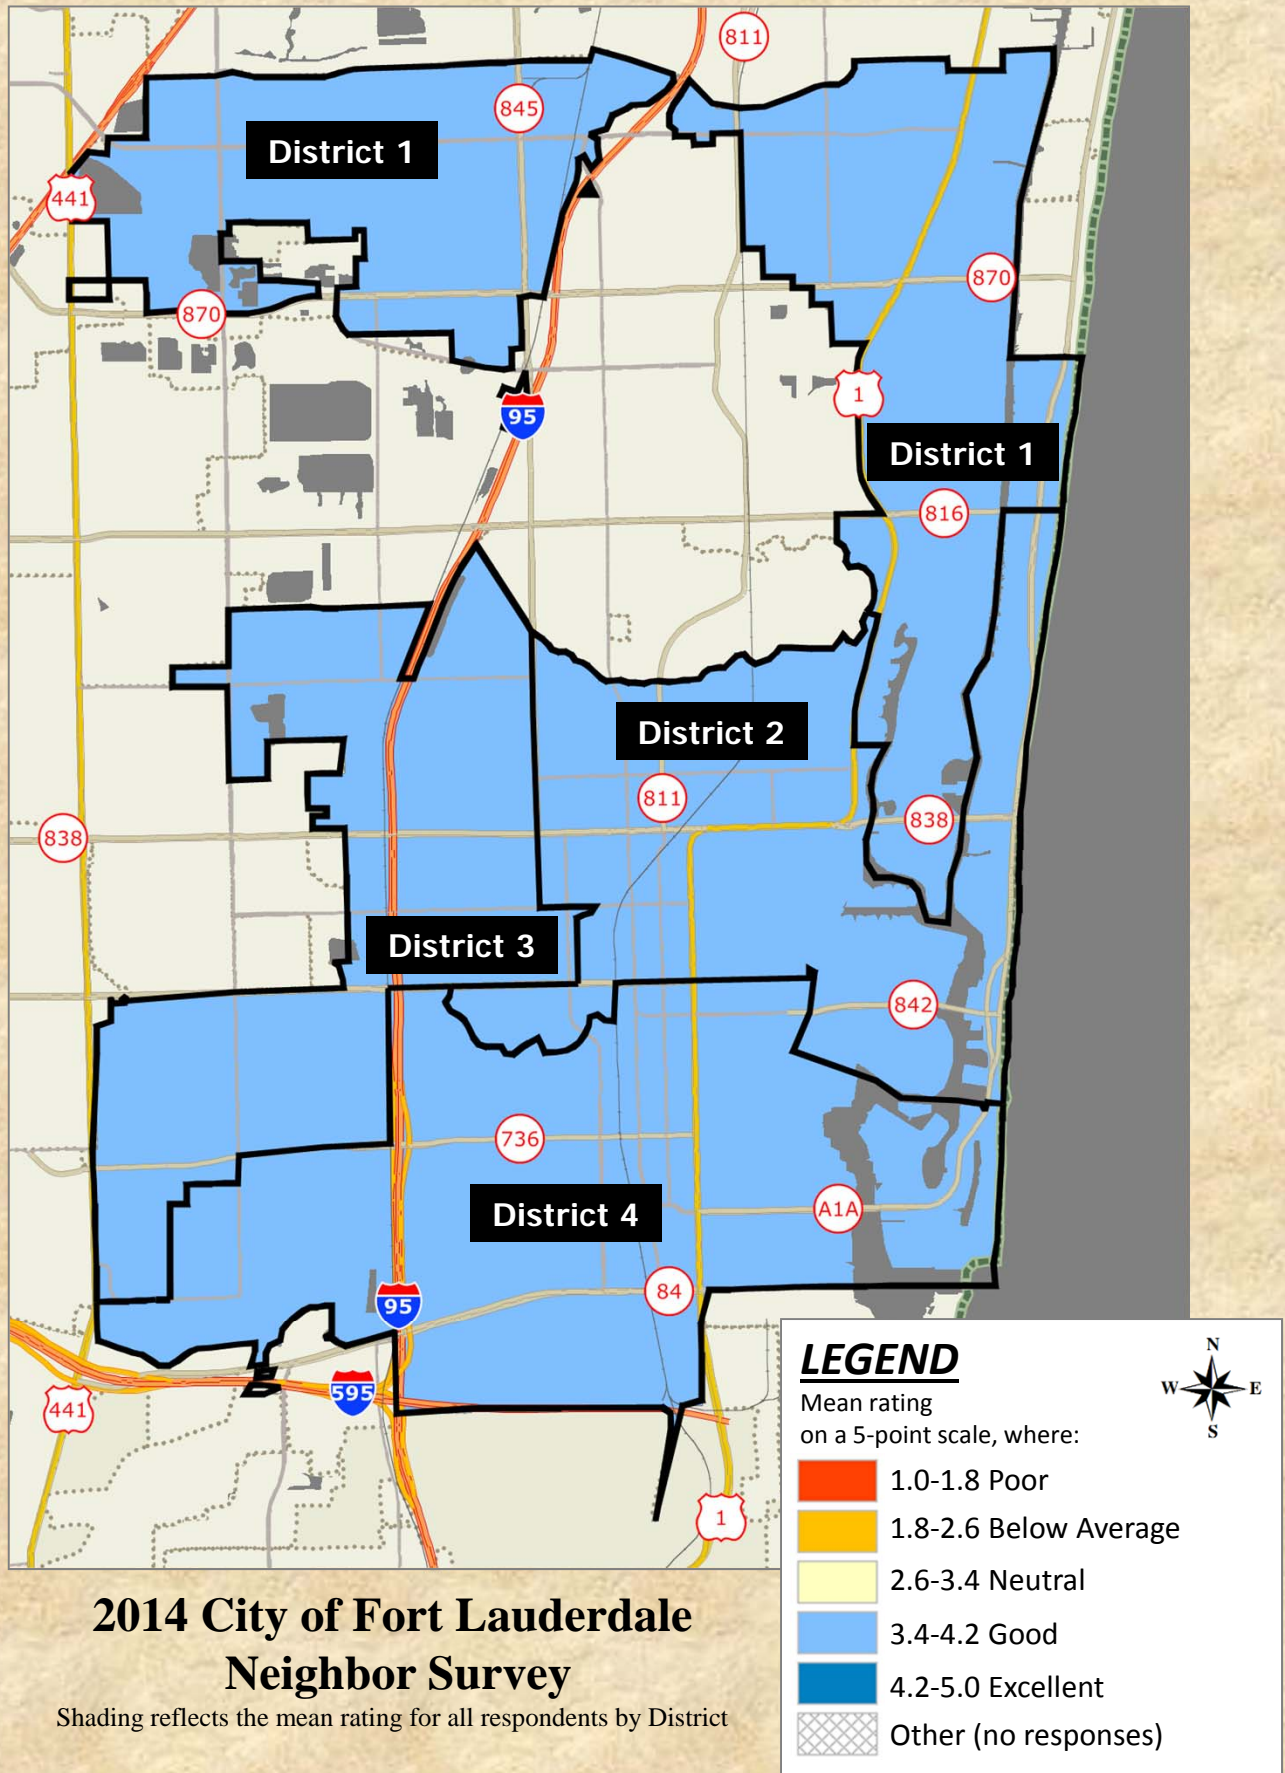 811
845
District 1
441
870
870
1
95
District 1
816
District 2
811
838
838
District 3
842
736
District 4
A1A
84
95
595
441
1
LEGEND
Mean rating
on a 5-point scale, where:
1.0-1.8 Poor
1.8-2.6 Below Average
2.6-3.4 Neutral
3.4-4.2 Good
4.2-5.0 Excellent
Other (no responses)
N
W E
S
2014 City of Fort Lauderdale
Neighbor Survey
Shading reflects the mean rating for all respondents by District